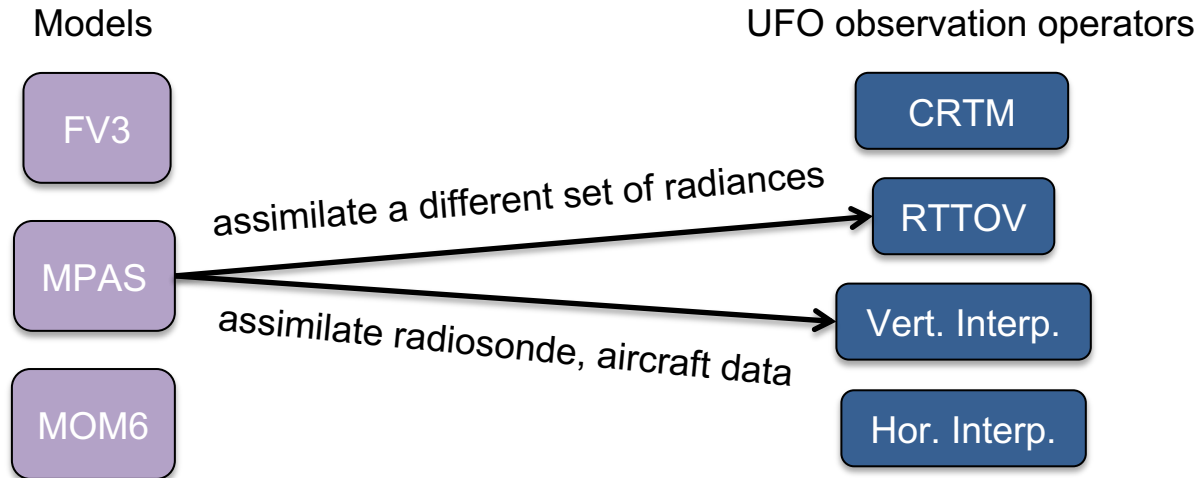 Models
UFO observation operators
FV3
CRTM
assimilate a different set of radiances
RTTOV
MPAS
Vert. Interp.
assimilate radiosonde, aircraft data
MOM6
Hor. Interp.